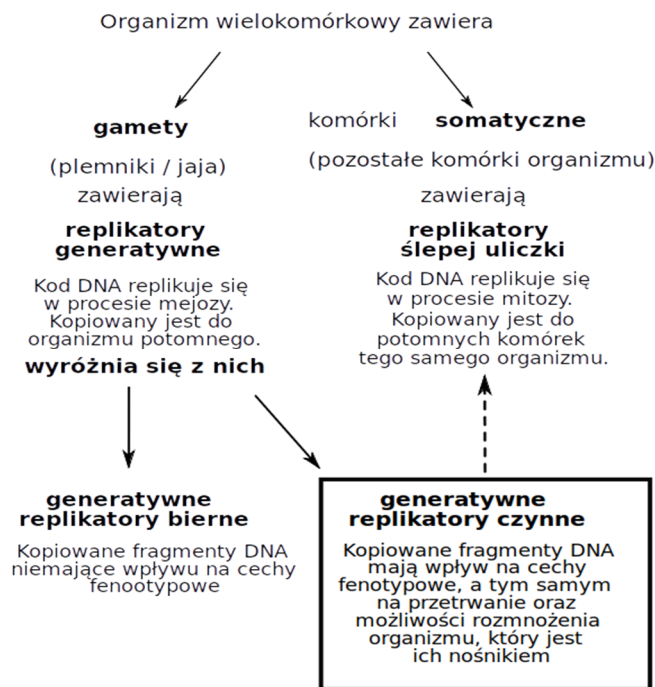 Organizm wielokomórkowy zawiera
gamety
(plemniki / jaja)
zawierają
replikatory
generatywne
Kod DNA replikuje się
w procesie mejozy.
Kopiowany jest do
organizmu potomnego.
wyróżnia się z nich
komórki somatyczne
(pozostałe komórki organizmu)
zawierają
replikatory
ślepej uliczki
Kod DNA replikuje się
w procesie mitozy.
Kopiowany jest do
potomnych komórek
tego samego organizmu.
generatywne
replikatory bierne
Kopiowane fragmenty DNA
niemające wpływu na cechy
fenootypowe
generatywne
replikatory czynne
Kopiowane fragmenty DNA
mają wpływ na cechy
fenotypowe, a tym samym
na przetrwanie oraz
możliwości rozmnożenia
organizmu, który jest
ich nośnikiem